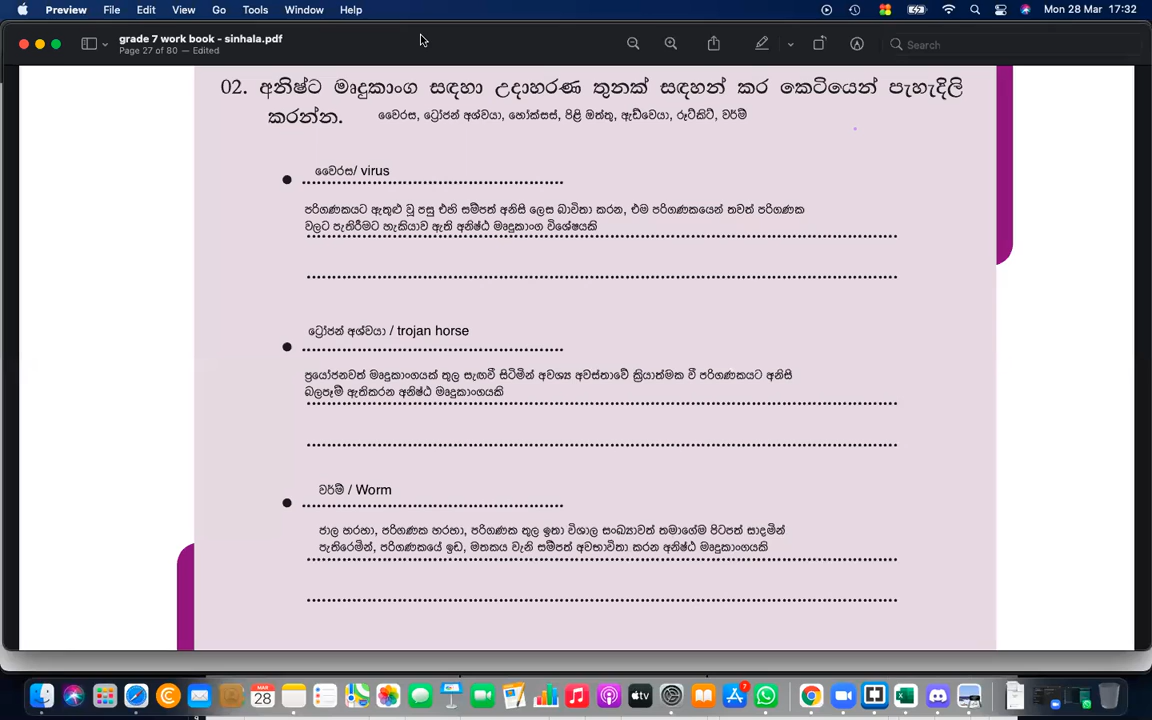 Preview File Edit View Go Tools Window Help Mon 28 Mar 17:32
grade 7 work book - sinhala.pdf
Page 27 of 80 — Edited
Search
02. අනිෂ්ට මෘදුකාංග සඳහා උදාහරණ තුනක් සඳහන් කර කෙටියෙන් පැහැදිලි
කරන්න. වෛරස, ට්‍රෝජන් අශ්වයා, හෝක්සස්, පිළි ඔත්තු, ඇඩ්වෙයා, රූට්කිට්, වර්ම්
වෛරස/ virus
පරිගණකයට ඇතුළු වූ පසු එහි සම්පත් අනිසි ලෙස බාවිතා කරන, එම පරිගණකයෙන් තවත් පරිගණක
වලට පැතිරීමට හැකියාව ඇති අනිෂ්ඨ මෘදුකාංග විශේෂයකි
ට්‍රෝජන් අශ්වයා / trojan horse
ප්‍රයෝජනවත් මෘදුකාංගයක් තුල සැඟවී සිටිමින් අවශ්‍ය අවස්තාවේ ක්‍රියාත්මක වී පරිගණකයට අනිසි
බලපෑම් ඇතිකරන අනිෂ්ඨ මෘදුකාංගයකි
වර්ම් / Worm
ජාල හරහා, පරිගණක හරහා, පරිගණක තුල ඉතා විශාල සංඛ්‍යාවත් තමාගේම පිටපත් සාදමින්
පැතිරෙමින්, පරිගණකයේ ඉඩ, මතකය වැනි සම්පත් අවභාවිතා කරන අනිෂ්ඨ මෘදුකාංගයකි
MAR
28
tv
7